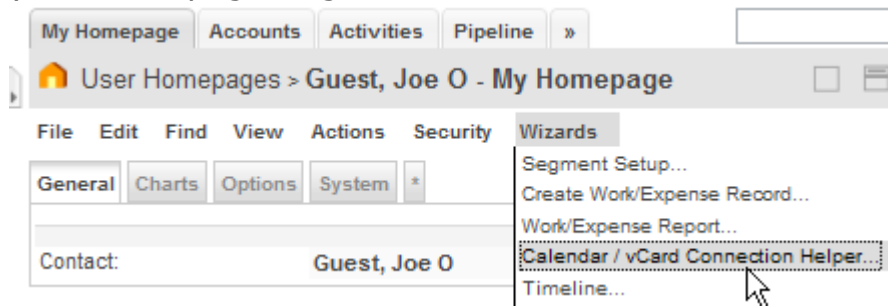 My Homepage Accounts Activities Pipeline »
User Homepages > Guest, Joe O - My Homepage
File Edit Find View Actions Security Wizards
Segment Setup...
General Charts Options System *
Create Work/Expense Record...
Work/Expense Report...
Contact: Guest, Joe O
Calendar / vCard Connection Helper...
Timeline...